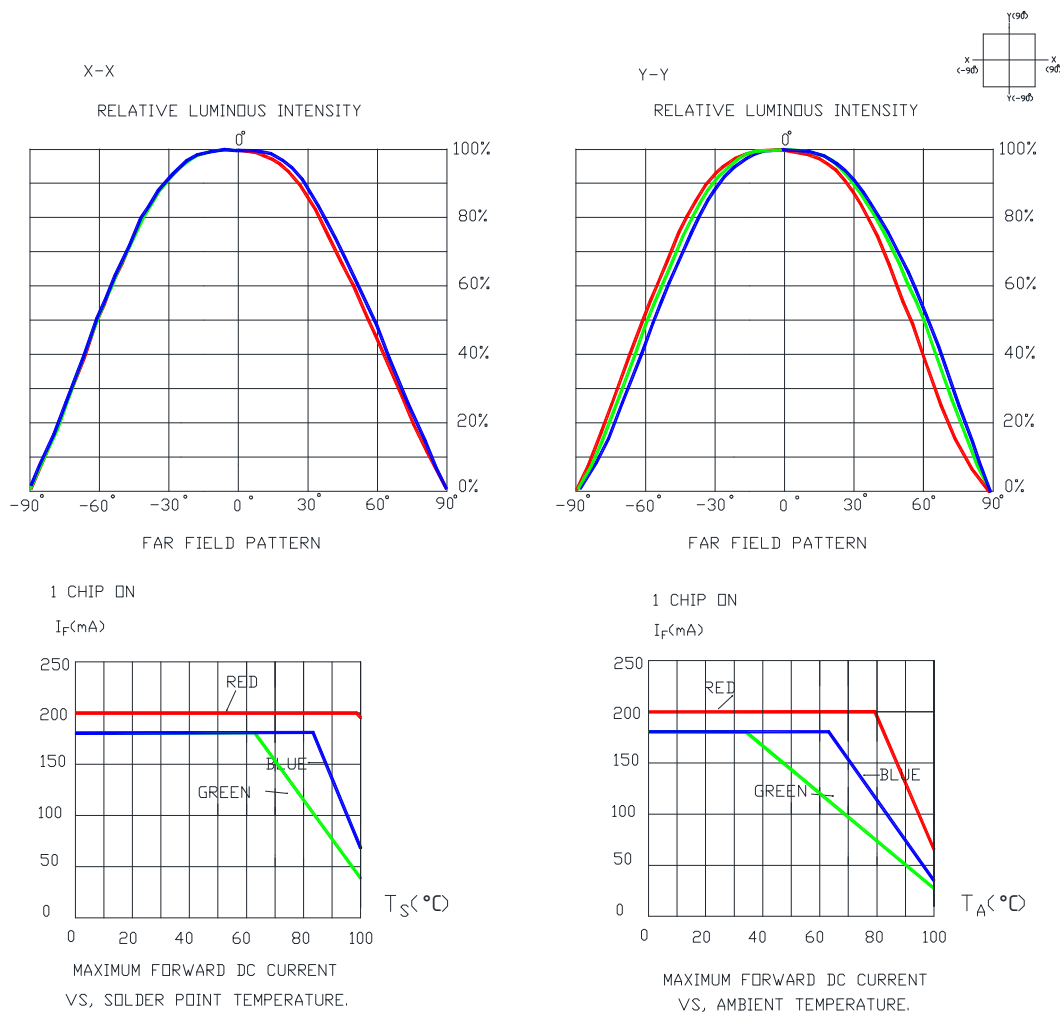 X-X
RELATIVE LUMINOUS INTENSITY
0°
100%
80%
60%
40%
20%
0%
-90° -60° -30° 0 30° 60° 90°
FAR FIELD PATTERN
Y-Y
Y(90°)
X X
(-90°) (90°)
Y(-90°)
RELATIVE LUMINOUS INTENSITY
0°
100%
80%
60%
40%
20%
0%
-90° -60° -30° 0 30° 60° 90°
FAR FIELD PATTERN
1 CHIP ON
IF(mA)
250
RED
200
150
BLUE
GREEN
100
50
0
TS(°C)
0 20 40 60 80 100
MAXIMUM FORWARD DC CURRENT
VS, SOLDER POINT TEMPERATURE.
1 CHIP ON
IF(mA)
250
RED
200
150
BLUE
GREEN
100
50
0
TA(°C)
0 20 40 60 80 100
MAXIMUM FORWARD DC CURRENT
VS, AMBIENT TEMPERATURE.